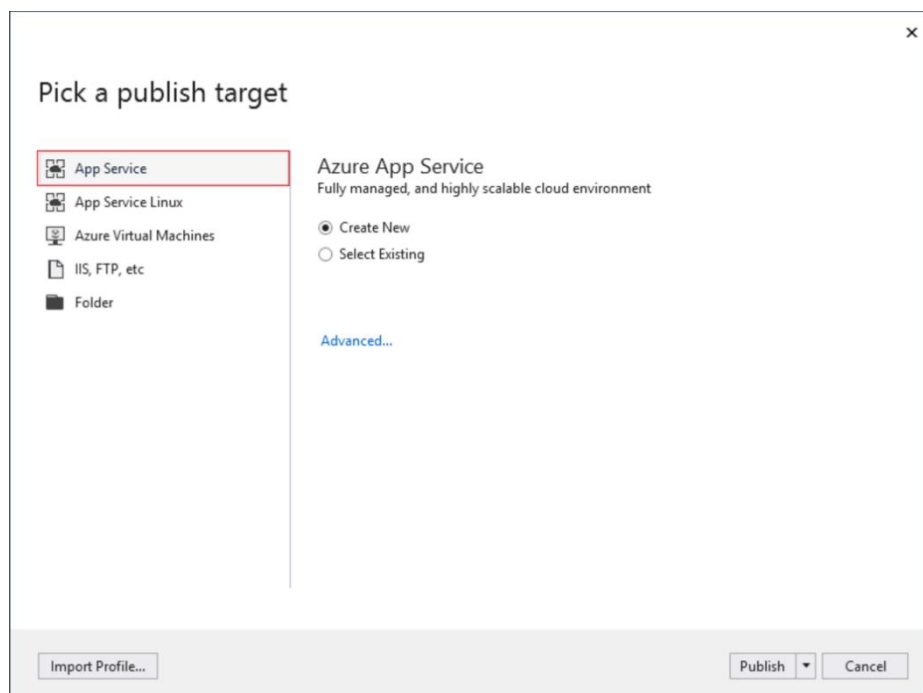 Pick a publish target
App Service
App Service Linux
Azure Virtual Machines
IIS, FTP, etc
Folder
Azure App Service
Fully managed, and highly scalable cloud environment
Create New
Select Existing
Advanced...
Import Profile...
Publish
Cancel